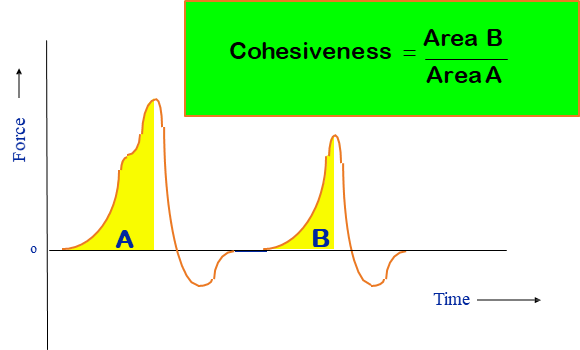 Cohesiveness = Area B
Area A
Force
A
B
o
Time